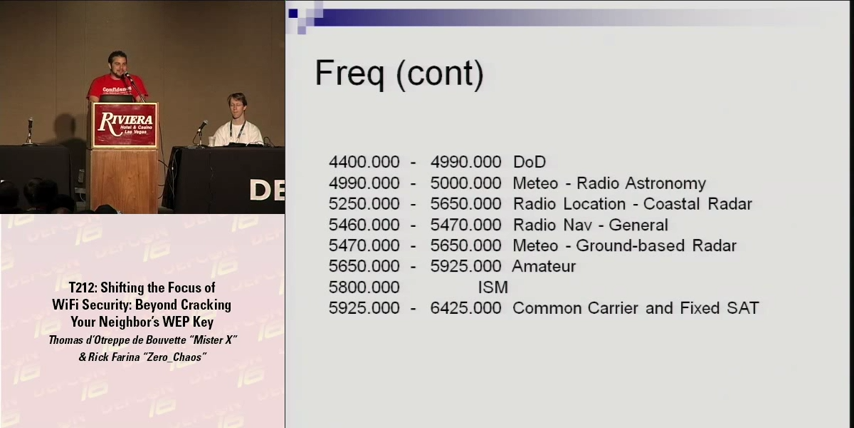 Confidence
RIVIERA
Hotel & Casino
Las Vegas
DE
T212: Shifting the Focus of
WiFi Security: Beyond Cracking
Your Neighbor's WEP Key
Thomas d'Otreppe de Bouvette "Mister X"
& Rick Farina "Zero_Chaos"
Freq (cont)
4400.000 - 4990.000 DoD
4990.000 - 5000.000 Meteo - Radio Astronomy
5250.000 - 5650.000 Radio Location - Coastal Radar
5460.000 - 5470.000 Radio Nav - General
5470.000 - 5650.000 Meteo - Ground-based Radar
5650.000 - 5925.000 Amateur
5800.000 ISM
5925.000 - 6425.000 Common Carrier and Fixed SAT